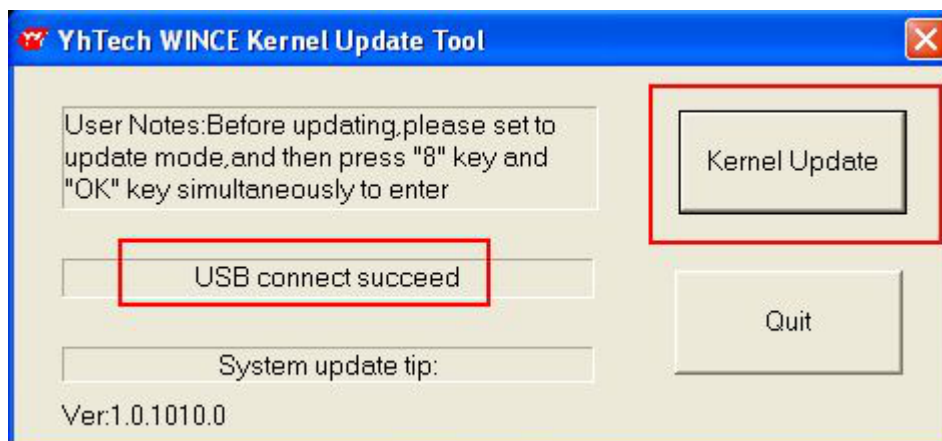 YhTech WINCE Kernel Update Tool
User Notes:Before updating,please set to
update mode,and then press "8" key and
"OK" key simultaneously to enter
Kernel Update
USB connect succeed
Quit
System update tip:
Ver:1.0.1010.0